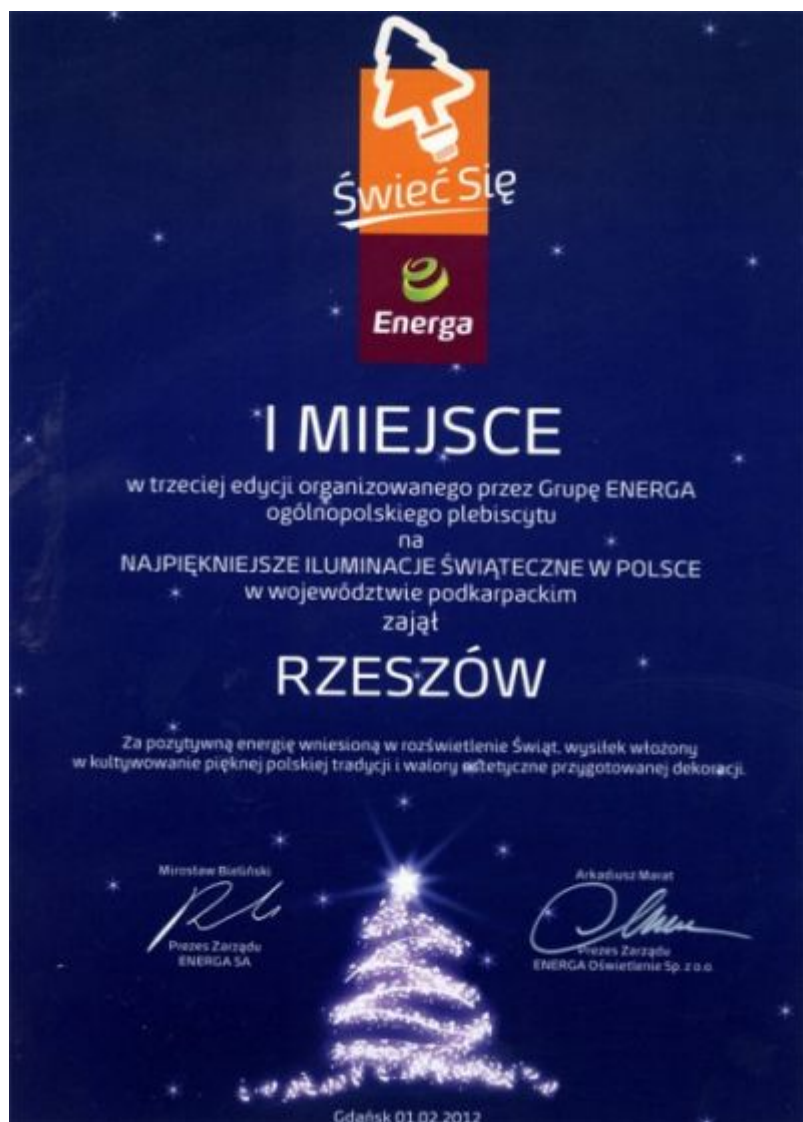 Świeć Się
Energa
I MIEJSCE
w trzeciej edycji organizowanego przez Grupę ENERGA
ogólnopolskiego plebiscytu
na
NAJPIĘKNIEJSZE ILUMINACJE ŚWIĄTECZNE W POLSCE
w województwie podkarpackim
zajął
RZESZÓW
Za pozytywną energię wniesioną w rozświetlenie Świąt, wysiłek włożony
w kultywowanie pięknej polskiej tradycji i walory estetyczne przygotowanej dekoracji.
Mirosław Bieliński
Prezes Zarządu
ENERGA SA
Arkadiusz Marat
Prezes Zarządu
ENERGA Oświetlenie Sp. z o.o.
Gdańsk 01.02.2012